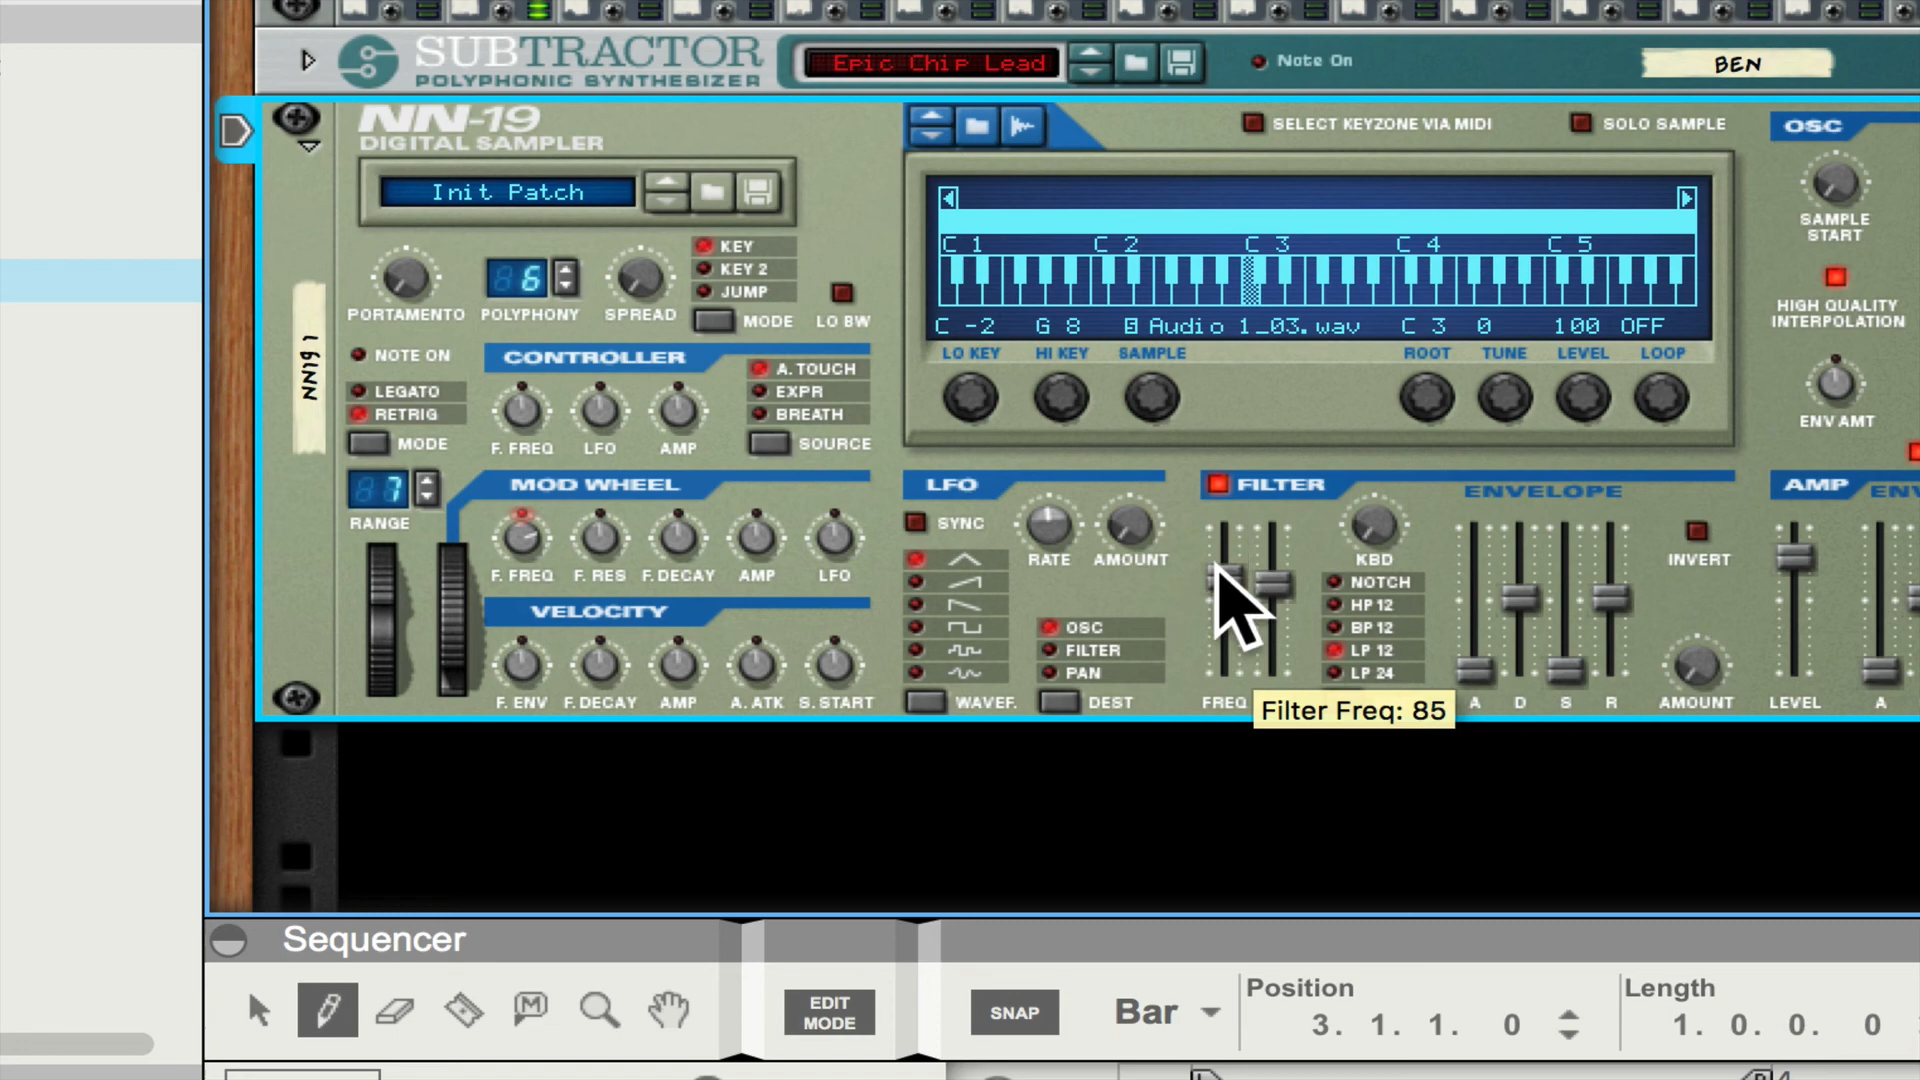 SUBTRACTOR
POLYPHONIC SYNTHESIZER
Epic Chip Lead
Note On
BEN
NN-19
DIGITAL SAMPLER
SELECT KEYZONE VIA MIDI
SOLO SAMPLE
OSC
Init Patch
KEY
KEY 2
JUMP
MODE
LO BW
6
PORTAMENTO
POLYPHONY
SPREAD
C 1
C 2
C 3
C 4
C 5
C -2
G 8
Audio 1_03.wav
C 3
0
100
OFF
LO KEY
HI KEY
SAMPLE
ROOT
TUNE
LEVEL
LOOP
SAMPLE
START
HIGH QUALITY
INTERPOLATION
ENV AMT
NN19 1
NOTE ON
LEGATO
RETRIG
MODE
CONTROLLER
F. FREQ
LFO
AMP
A. TOUCH
EXPR
BREATH
SOURCE
7
RANGE
MOD WHEEL
F. FREQ
F. RES
F. DECAY
AMP
LFO
VELOCITY
F. ENV
F. DECAY
AMP
A. ATK
S. START
LFO
SYNC
RATE
AMOUNT
OSC
FILTER
PAN
WAVEF.
DEST
FILTER
ENVELOPE
KBD
NOTCH
HP 12
BP 12
LP 12
LP 24
INVERT
FREQ
A
D
S
R
AMOUNT
Filter Freq: 85
AMP
ENV
LEVEL
A
Sequencer
M
EDIT
MODE
SNAP
Bar
Position
3. 1. 1. 0
Length
1. 0. 0. 0
4